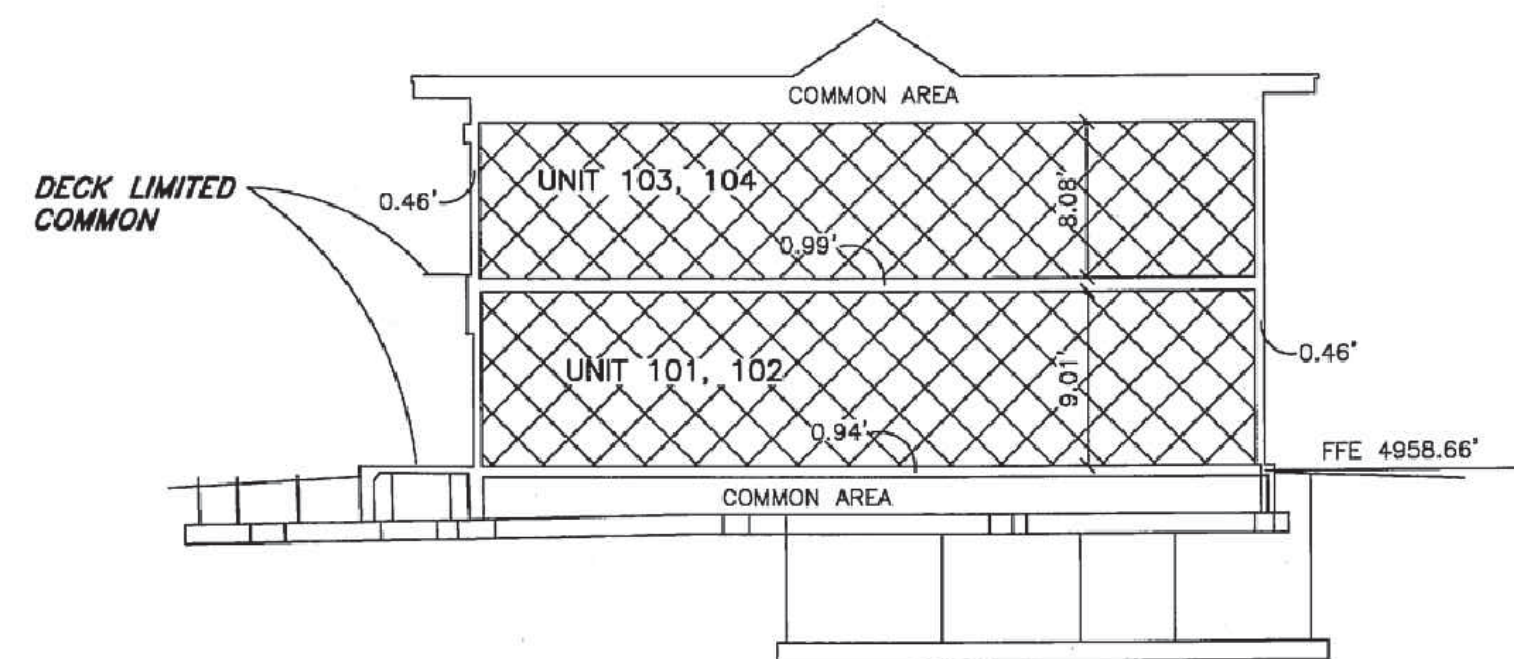 COMMON AREA
DECK LIMITED
COMMON
0.46'
UNIT 103, 104
8.08'
0.99'
UNIT 101, 102
9.01'
0.46'
0.94'
FFE 4958.66'
COMMON AREA